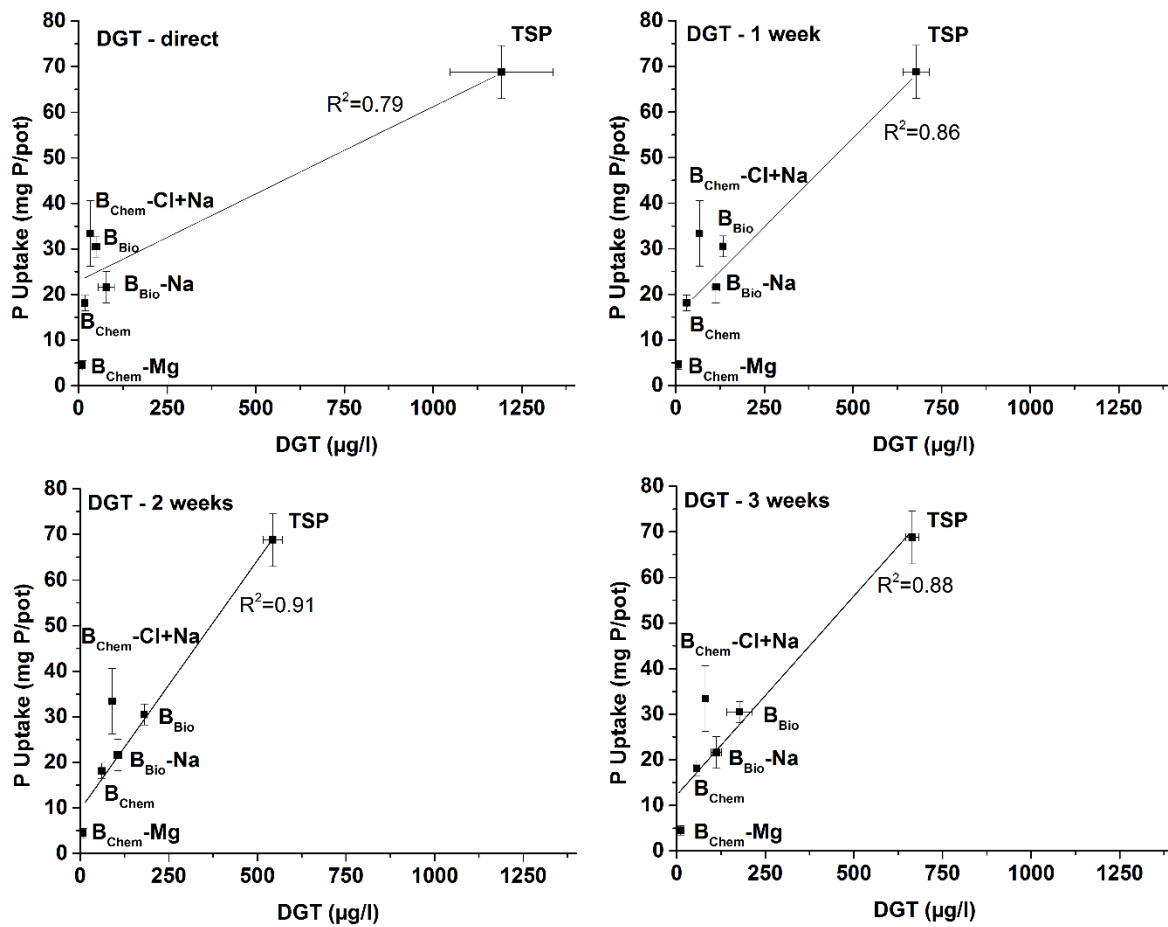 DGT - direct
TSP
R²=0.79
B_Chem-Cl+Na
B_Bio
B_Bio-Na
B_Chem
B_Chem-Mg
P Uptake (mg P/pot)
80
70
60
50
40
30
20
10
0
0 250 500 750 1000 1250
DGT (µg/l)
DGT - 1 week
TSP
R²=0.86
B_Chem-Cl+Na
B_Bio
B_Bio-Na
B_Chem
B_Chem-Mg
P Uptake (mg P/pot)
80
70
60
50
40
30
20
10
0
0 250 500 750 1000 1250
DGT (µg/l)
DGT - 2 weeks
TSP
R²=0.91
B_Chem-Cl+Na
B_Bio
B_Bio-Na
B_Chem
B_Chem-Mg
P Uptake (mg P/pot)
80
70
60
50
40
30
20
10
0
0 250 500 750 1000 1250
DGT (µg/l)
DGT - 3 weeks
TSP
R²=0.88
B_Chem-Cl+Na
B_Bio
B_Bio-Na
B_Chem
B_Chem-Mg
P Uptake (mg P/pot)
80
70
60
50
40
30
20
10
0
0 250 500 750 1000 1250
DGT (µg/l)